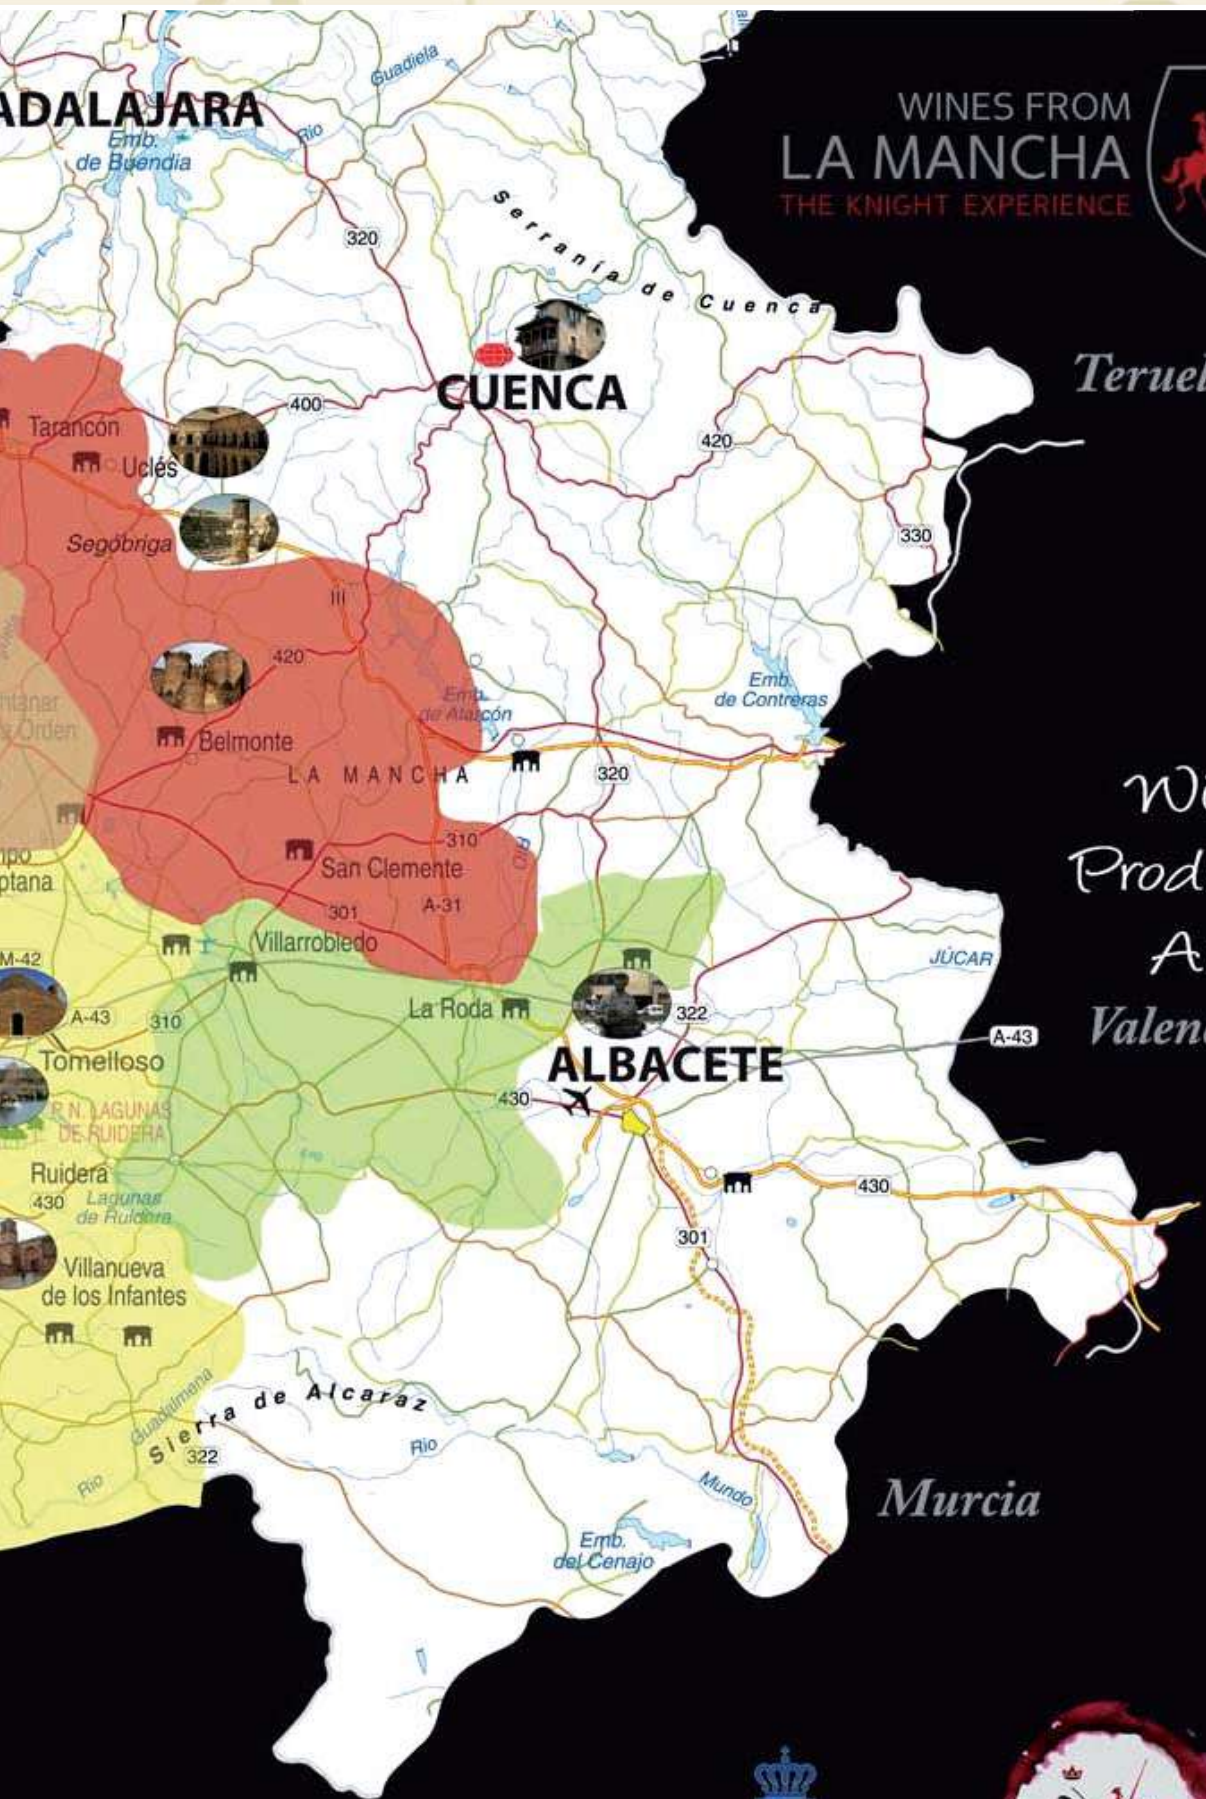 ADALAJARA
Guadiela
Rio
Emb.
de Buendia
WINES FROM
LA MANCHA
THE KNIGHT EXPERIENCE
320
Serranía de Cuenca
Teruel
CUENCA
400
420
Tarancón
Uclés
330
Segóbriga
III
420
Emb.
de Alarcón
Emb.
de Contreras
Orden
Belmonte
LA MANCHA
320
310
San Clemente
301
A-31
Villarrobledo
M-42
JÚCAR
La Roda
322
A-43
310
A-43
ALBACETE
Tomelloso
430
P.N. LAGUNAS
DE RUIDERA
Ruidera
430
Lagunas
de Ruidera
430
301
Villanueva
de los Infantes
Guadalmena
Rio
Sierra de Alcaraz
322
Rio
Mundo
Emb.
del Cenajo
Murcia
Prod
A